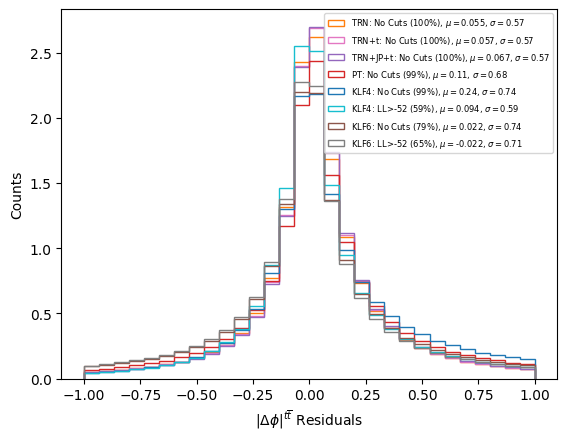 TRN: No Cuts (100%), μ = 0.055, σ = 0.57
TRN+t: No Cuts (100%), μ = 0.057, σ = 0.57
TRN+JP+t: No Cuts (100%), μ = 0.067, σ = 0.57
PT: No Cuts (99%), μ = 0.11, σ = 0.68
KLF4: No Cuts (99%), μ = 0.24, σ = 0.74
KLF4: LL>-52 (59%), μ = 0.094, σ = 0.59
KLF6: No Cuts (79%), μ = 0.022, σ = 0.74
KLF6: LL>-52 (65%), μ = -0.022, σ = 0.71
2.5
2.0
1.5
1.0
0.5
0.0
Counts
−1.00 −0.75 −0.50 −0.25 0.00 0.25 0.50 0.75 1.00
|Δϕ|^{tt̅} Residuals